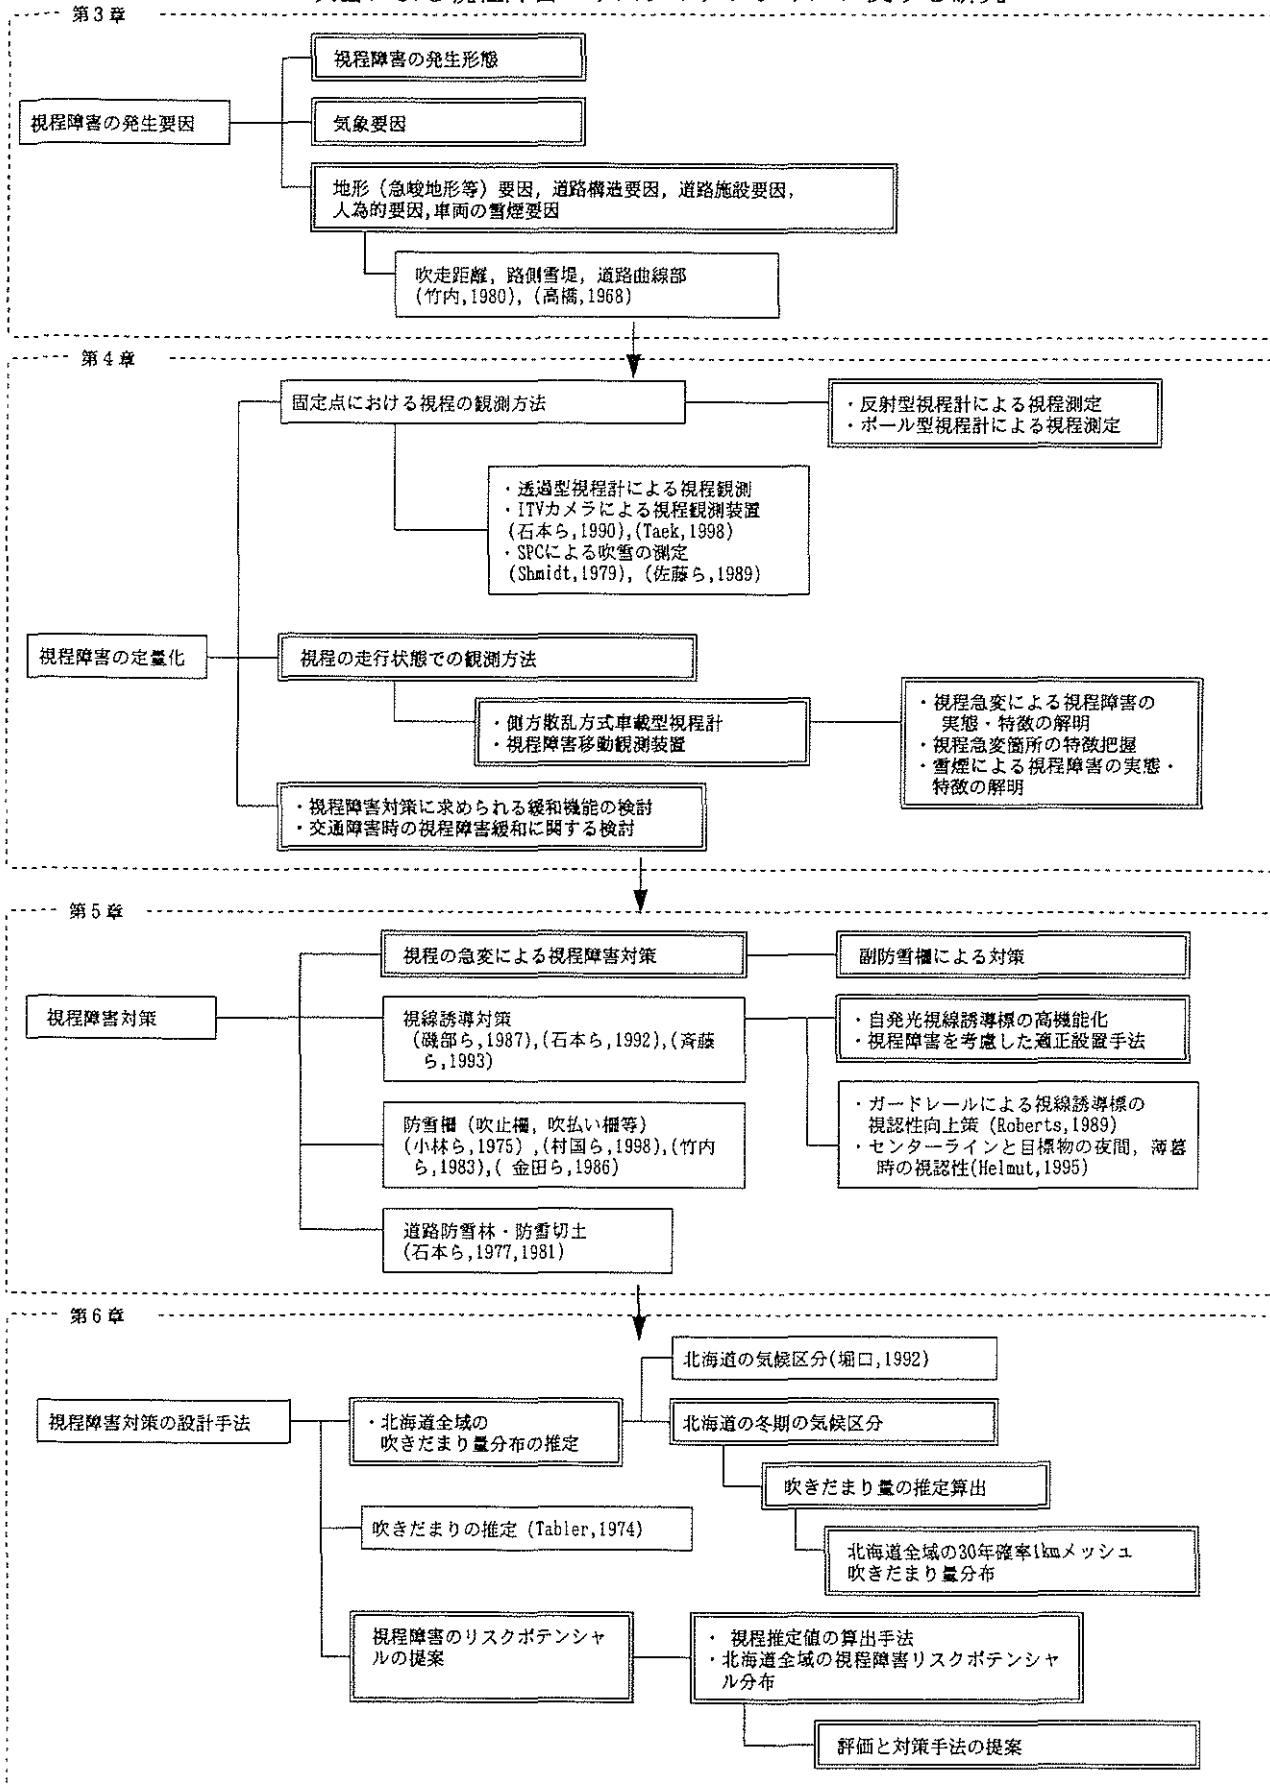 第3章
視程障害の発生形態
視程障害の発生要因
気象要因
地形（急峻地形等）要因，道路構造要因，道路施設要因，
人為的要因,車両の雪煙要因
吹走距離，路側雪堤，道路曲線部
(竹内,1980)，(高橋,1968)
第4章
固定点における視程の観測方法
・反射型視程計による視程測定
・ポール型視程計による視程測定
・透過型視程計による視程観測
・ITVカメラによる視程観測装置
(石本ら,1990),(Taek,1998)
・SPCによる吹雪の測定
(Shmidt,1979)，(佐藤ら,1989)
視程障害の定量化
視程の走行状態での観測方法
・側方散乱方式車載型視程計
・視程障害移動観測装置
・視程急変による視程障害の
実態・特徴の解明
・視程急変箇所の特徴把握
・雪煙による視程障害の実態・
特徴の解明
・視程障害対策に求められる緩和機能の検討
・交通障害時の視程障害緩和に関する検討
第5章
視程の急変による視程障害対策
副防雪柵による対策
視程障害対策
視線誘導対策
(磯部ら,1987),(石本ら,1992),(斉藤
ら,1993)
・自発光視線誘導標の高機能化
・視程障害を考慮した適正設置手法
・ガードレールによる視線誘導標の
視認性向上策 (Roberts,1989)
・センターラインと目標物の夜間，薄暮
時の視認性(Helmut,1995)
防雪柵（吹止柵，吹払い柵等）
(小林ら,1975) ,(村国ら,1998),(竹内
ら,1983),( 金田ら,1986)
道路防雪林・防雪切土
(石本ら,1977,1981)
第6章
北海道の気候区分(堀口,1992)
視程障害対策の設計手法
・北海道全域の
吹きだまり量分布の推定
北海道の冬期の気候区分
吹きだまり量の推定算出
吹きだまりの推定 (Tabler,1974)
北海道全域の30年確率1kmメッシュ
吹きだまり量分布
視程障害のリスクポテンシャ
ルの提案
・ 視程推定値の算出手法
・北海道全域の視程障害リスクポテンシャ
ル分布
評価と対策手法の提案